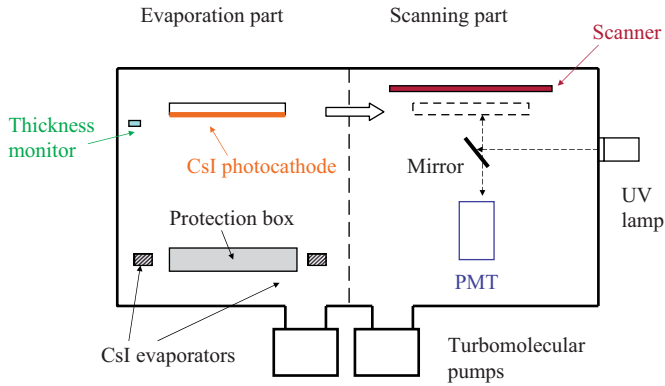 Evaporation part
Scanning part
Scanner
Thickness
monitor
CsI photocathode
Mirror
UV
lamp
Protection box
PMT
CsI evaporators
Turbomolecular
pumps